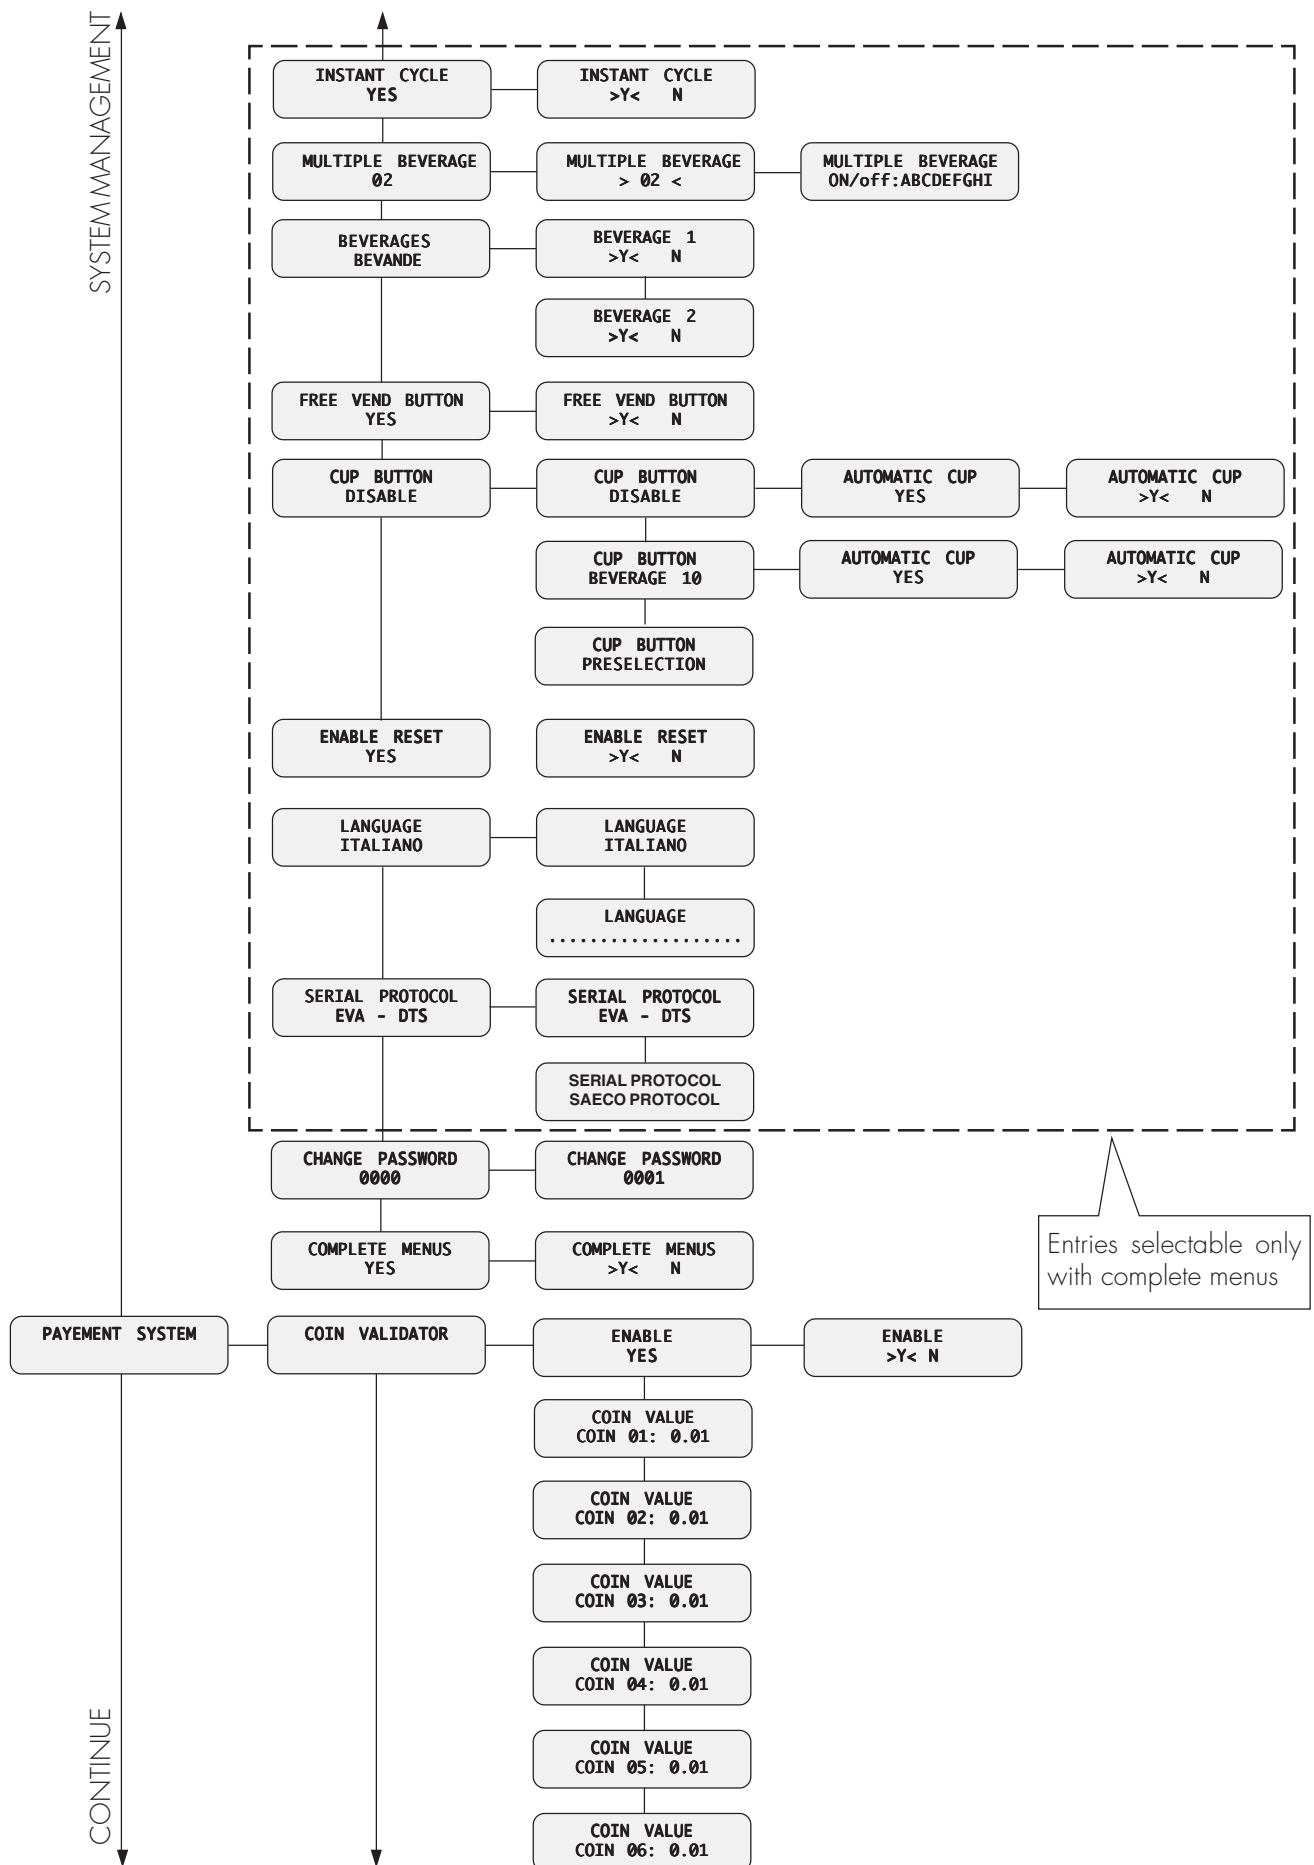 SYSTEM MANAGEMENT
INSTANT CYCLE
YES
INSTANT CYCLE
>Y< N
MULTIPLE BEVERAGE
02
MULTIPLE BEVERAGE
> 02 <
MULTIPLE BEVERAGE
ON/off:ABCDEFGHI
BEVERAGES
BEVANDE
BEVERAGE 1
>Y< N
BEVERAGE 2
>Y< N
FREE VEND BUTTON
YES
FREE VEND BUTTON
>Y< N
CUP BUTTON
DISABLE
CUP BUTTON
DISABLE
AUTOMATIC CUP
YES
AUTOMATIC CUP
>Y< N
CUP BUTTON
BEVERAGE 10
AUTOMATIC CUP
YES
AUTOMATIC CUP
>Y< N
CUP BUTTON
PRESELECTION
ENABLE RESET
YES
ENABLE RESET
>Y< N
LANGUAGE
ITALIANO
LANGUAGE
ITALIANO
LANGUAGE
...................
SERIAL PROTOCOL
EVA - DTS
SERIAL PROTOCOL
EVA - DTS
SERIAL PROTOCOL
SAECO PROTOCOL
CHANGE PASSWORD
0000
CHANGE PASSWORD
0001
Entries selectable only
with complete menus
COMPLETE MENUS
YES
COMPLETE MENUS
>Y< N
PAYEMENT SYSTEM
COIN VALIDATOR
ENABLE
YES
ENABLE
>Y< N
COIN VALUE
COIN 01: 0.01
COIN VALUE
COIN 02: 0.01
COIN VALUE
COIN 03: 0.01
COIN VALUE
COIN 04: 0.01
COIN VALUE
COIN 05: 0.01
COIN VALUE
COIN 06: 0.01
CONTINUE